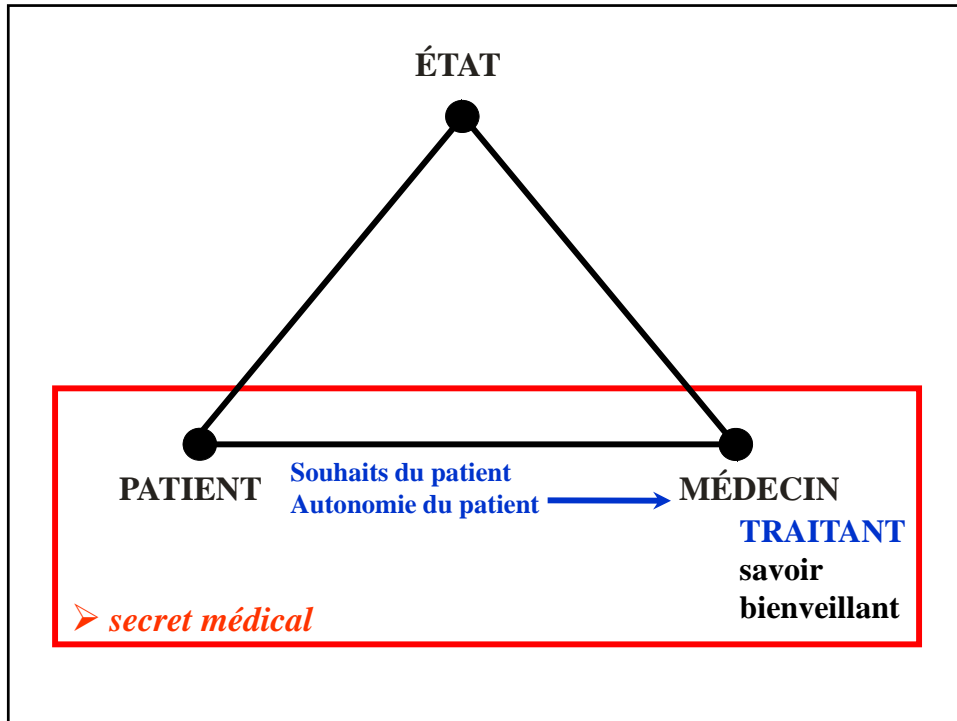 ÉTAT
PATIENT
Souhaits du patient
Autonomie du patient
MÉDECIN
TRAITANT
savoir
bienveillant
➢ secret médical